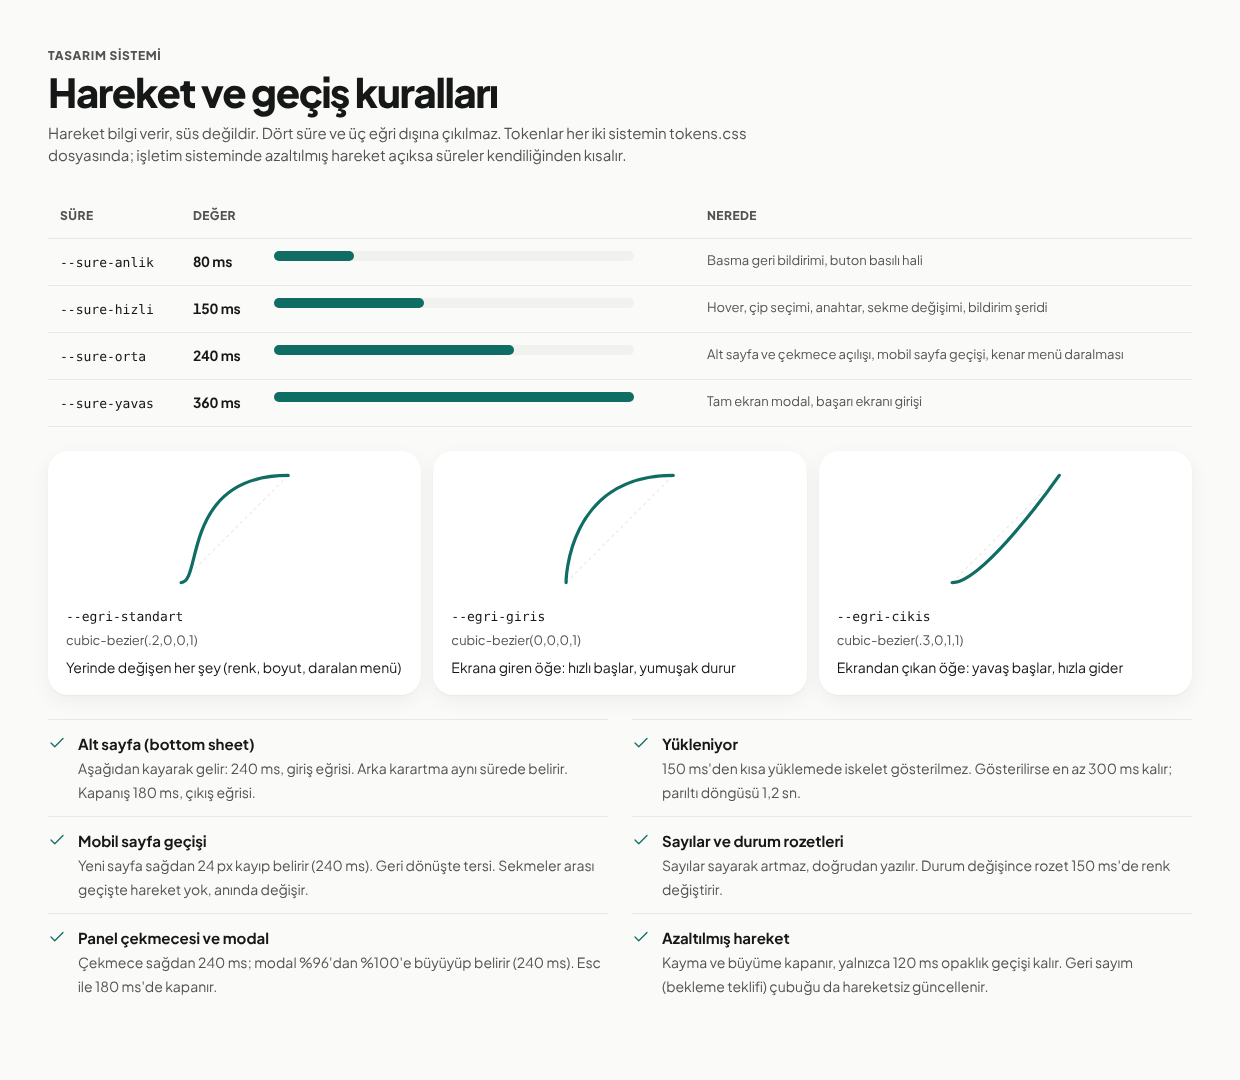 TASARIM SİSTEMİ
Hareket ve geçiş kuralları
Hareket bilgi verir, süs değildir. Dört süre ve üç eğri dışına çıkılmaz. Tokenlar her iki sistemin tokens.css
dosyasında; işletim sisteminde azaltılmış hareket açıksa süreler kendiliğinden kısalır.
SÜRE DEĞER NEREDE
--sure-anlik 80 ms Basma geri bildirimi, buton basılı hali
--sure-hizli 150 ms Hover, çip seçimi, anahtar, sekme değişimi, bildirim şeridi
--sure-orta 240 ms Alt sayfa ve çekmece açılışı, mobil sayfa geçişi, kenar menü daralması
--sure-yavas 360 ms Tam ekran modal, başarı ekranı girişi
--egri-standart
cubic-bezier(.2,0,0,1)
Yerinde değişen her şey (renk, boyut, daralan menü)
--egri-giris
cubic-bezier(0,0,0,1)
Ekrana giren öğe: hızlı başlar, yumuşak durur
--egri-cikis
cubic-bezier(.3,0,1,1)
Ekrandan çıkan öğe: yavaş başlar, hızla gider
Alt sayfa (bottom sheet)
Aşağıdan kayarak gelir: 240 ms, giriş eğrisi. Arka karartma aynı sürede belirir.
Kapanış 180 ms, çıkış eğrisi.
Yükleniyor
150 ms'den kısa yüklemede iskelet gösterilmez. Gösterilirse en az 300 ms kalır;
parıltı döngüsü 1,2 sn.
Mobil sayfa geçişi
Yeni sayfa sağdan 24 px kayıp belirir (240 ms). Geri dönüşte tersi. Sekmeler arası
geçişte hareket yok, anında değişir.
Sayılar ve durum rozetleri
Sayılar sayarak artmaz, doğrudan yazılır. Durum değişince rozet 150 ms'de renk
değiştirir.
Panel çekmecesi ve modal
Çekmece sağdan 240 ms; modal %96'dan %100'e büyüyüp belirir (240 ms). Esc
ile 180 ms'de kapanır.
Azaltılmış hareket
Kayma ve büyüme kapanır, yalnızca 120 ms opaklık geçişi kalır. Geri sayım
(bekleme teklifi) çubuğu da hareketsiz güncellenir.